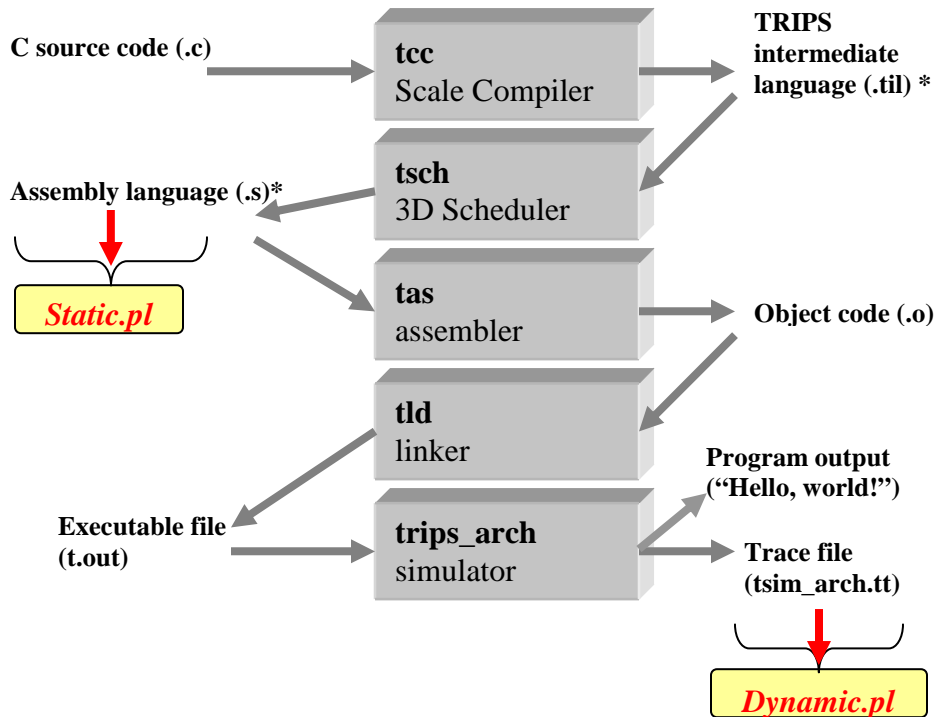 C source code (.c)
tcc
Scale Compiler
TRIPS
intermediate
language (.til) *
Assembly language (.s)*
tsch
3D Scheduler
Static.pl
tas
assembler
Object code (.o)
tld
linker
Program output
(“Hello, world!”)
Executable file
(t.out)
trips_arch
simulator
Trace file
(tsim_arch.tt)
Dynamic.pl